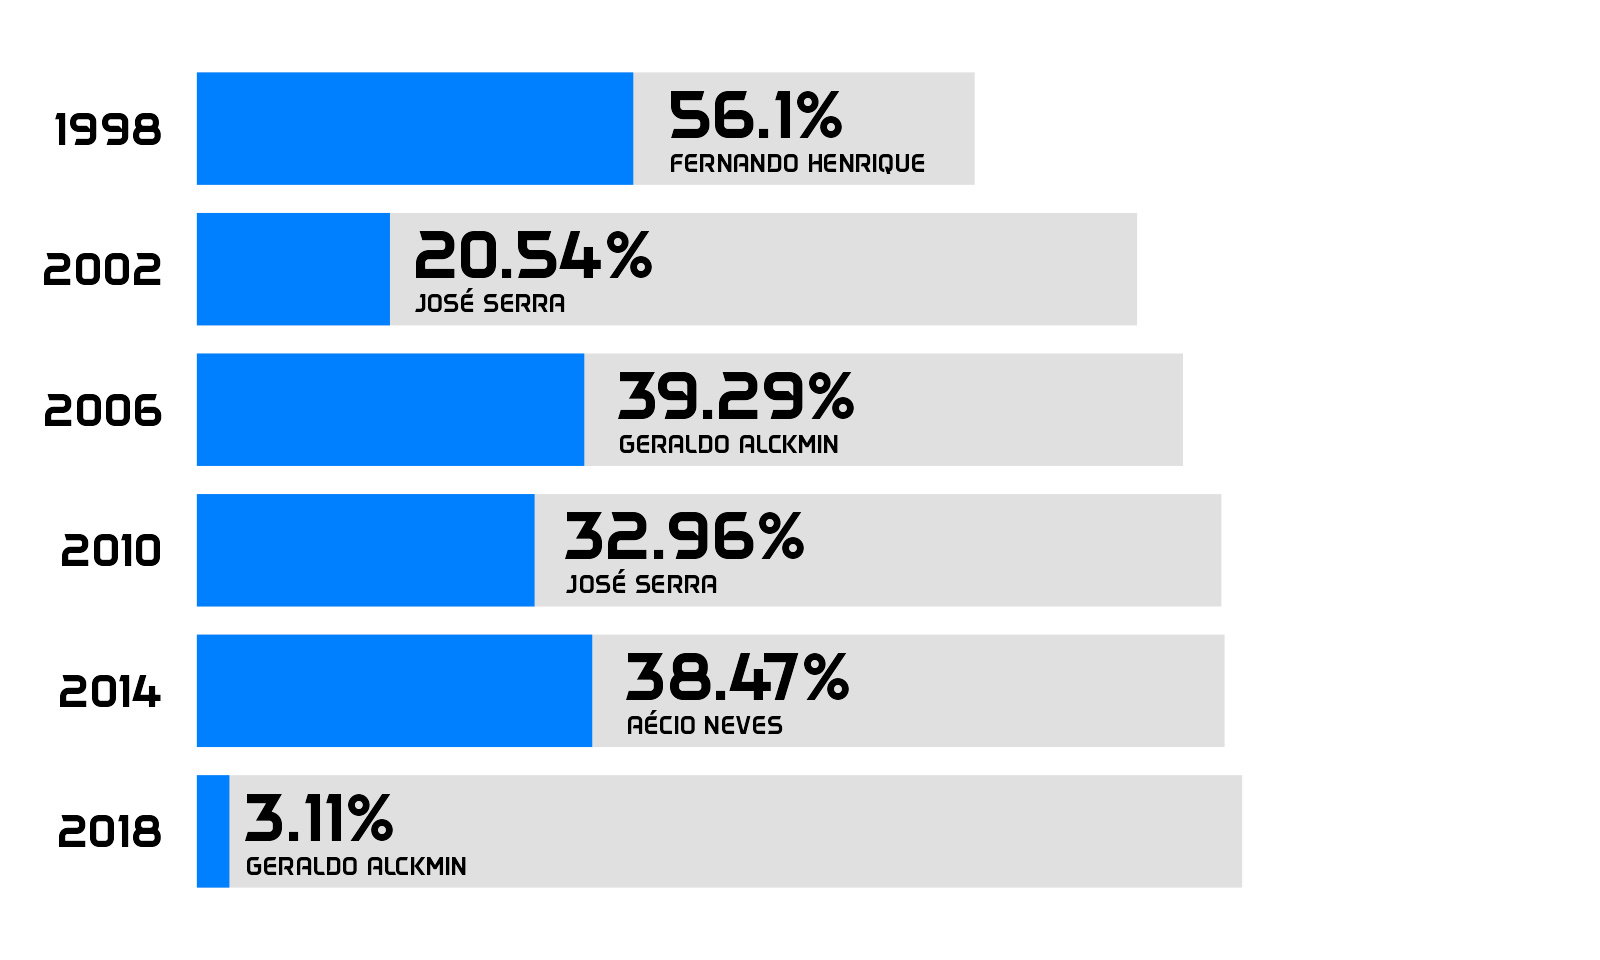 1998
56.1%
FERNANDO HENRIQUE
2002
20.54%
JOSÉ SERRA
2006
39.29%
GERALDO ALCKMIN
2010
32.96%
JOSÉ SERRA
2014
38.47%
AÉCIO NEVES
2018
3.11%
GERALDO ALCKMIN